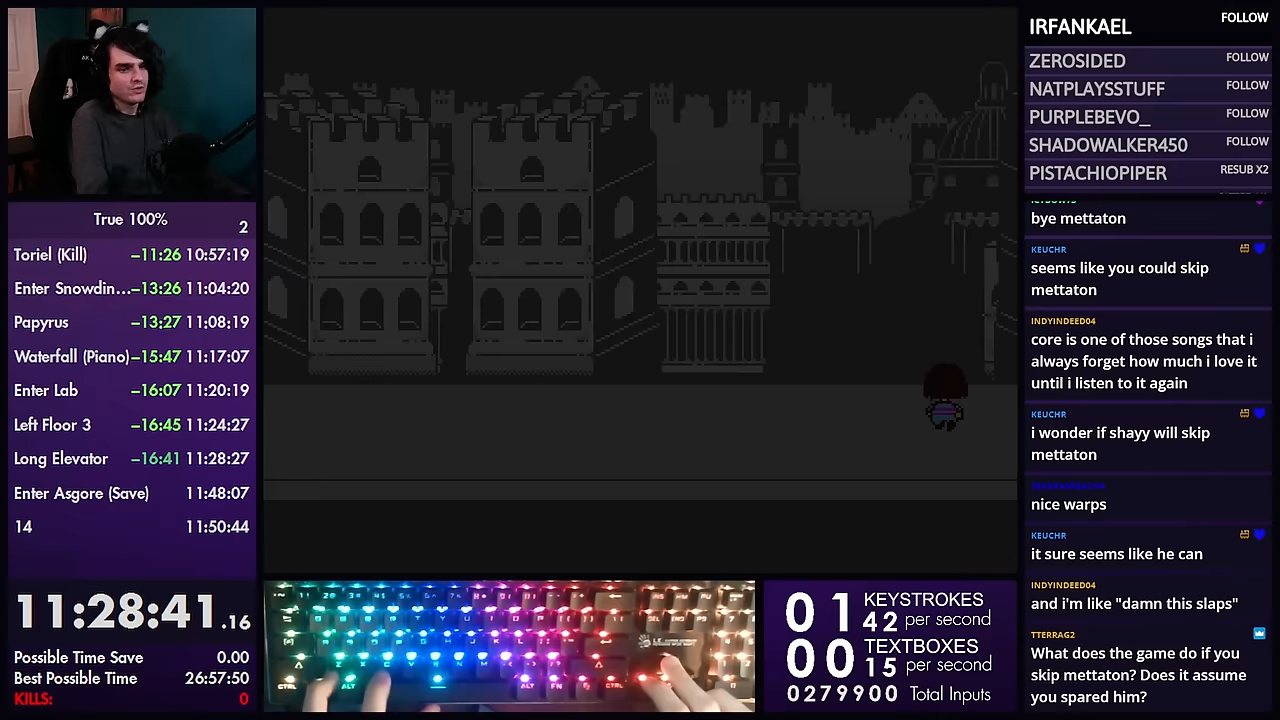 True 100%
2
Toriel (Kill) −11:26 10:57:19
Enter Snowdin... −13:26 11:04:20
Papyrus −13:27 11:08:19
Waterfall (Piano) −15:47 11:17:07
Enter Lab −16:07 11:20:19
Left Floor 3 −16:45 11:24:27
Long Elevator −16:41 11:28:27
Enter Asgore (Save) 11:48:07
14 11:50:44
11:28:41.16
Possible Time Save 0.00
Best Possible Time 26:57:50
KILLS: 0
01 KEYSTROKES
42 per second
00 TEXTBOXES
15 per second
0279900 Total Inputs
IRFANKAEL FOLLOW
ZEROSIDED FOLLOW
NATPLAYSSTUFF FOLLOW
PURPLEBEVO_ FOLLOW
SHADOWALKER450 FOLLOW
PISTACHIOPIPER RESUB X2
bye mettaton
KEUCHR
seems like you could skip
mettaton
INDYINDEED04
core is one of those songs that i
always forget how much i love it
until i listen to it again
KEUCHR
i wonder if shayy will skip
mettaton
nice warps
KEUCHR
it sure seems like he can
INDYINDEED04
and i'm like "damn this slaps"
TTERRAG2
What does the game do if you
skip mettaton? Does it assume
you spared him?